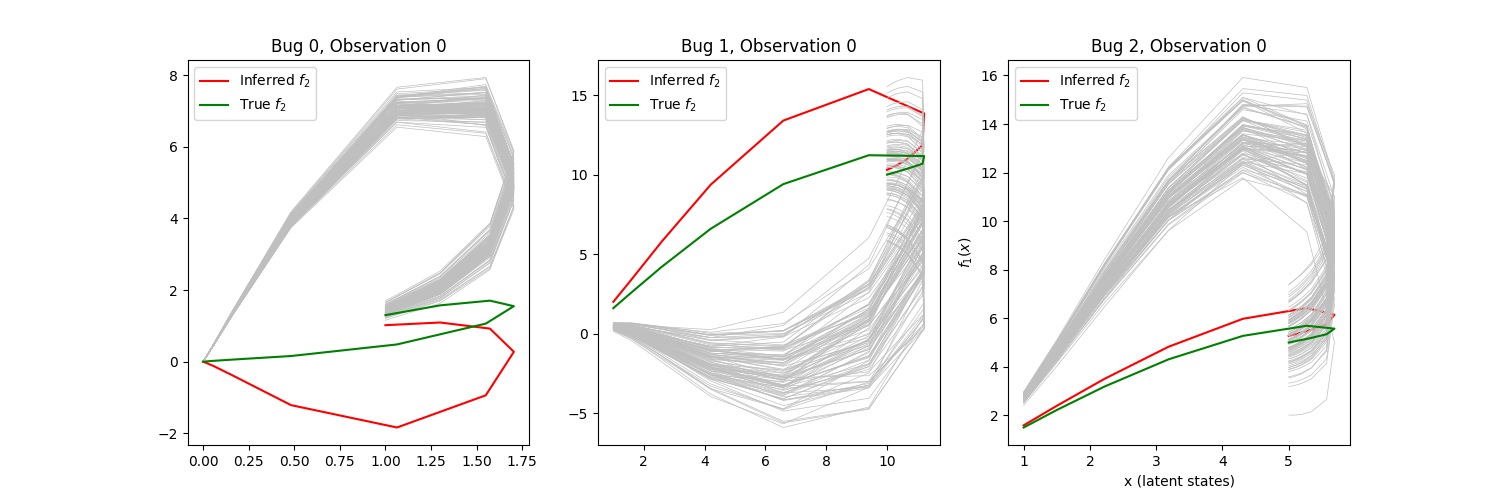 Bug 0, Observation 0
Inferred f₂
True f₂
8
6
4
2
0
−2
0.00 0.25 0.50 0.75 1.00 1.25 1.50 1.75
Bug 1, Observation 0
Inferred f₂
True f₂
15
10
5
0
−5
2 4 6 8 10
Bug 2, Observation 0
Inferred f₂
True f₂
16
14
12
10
8
6
4
2
f₁(x)
1 2 3 4 5
x (latent states)